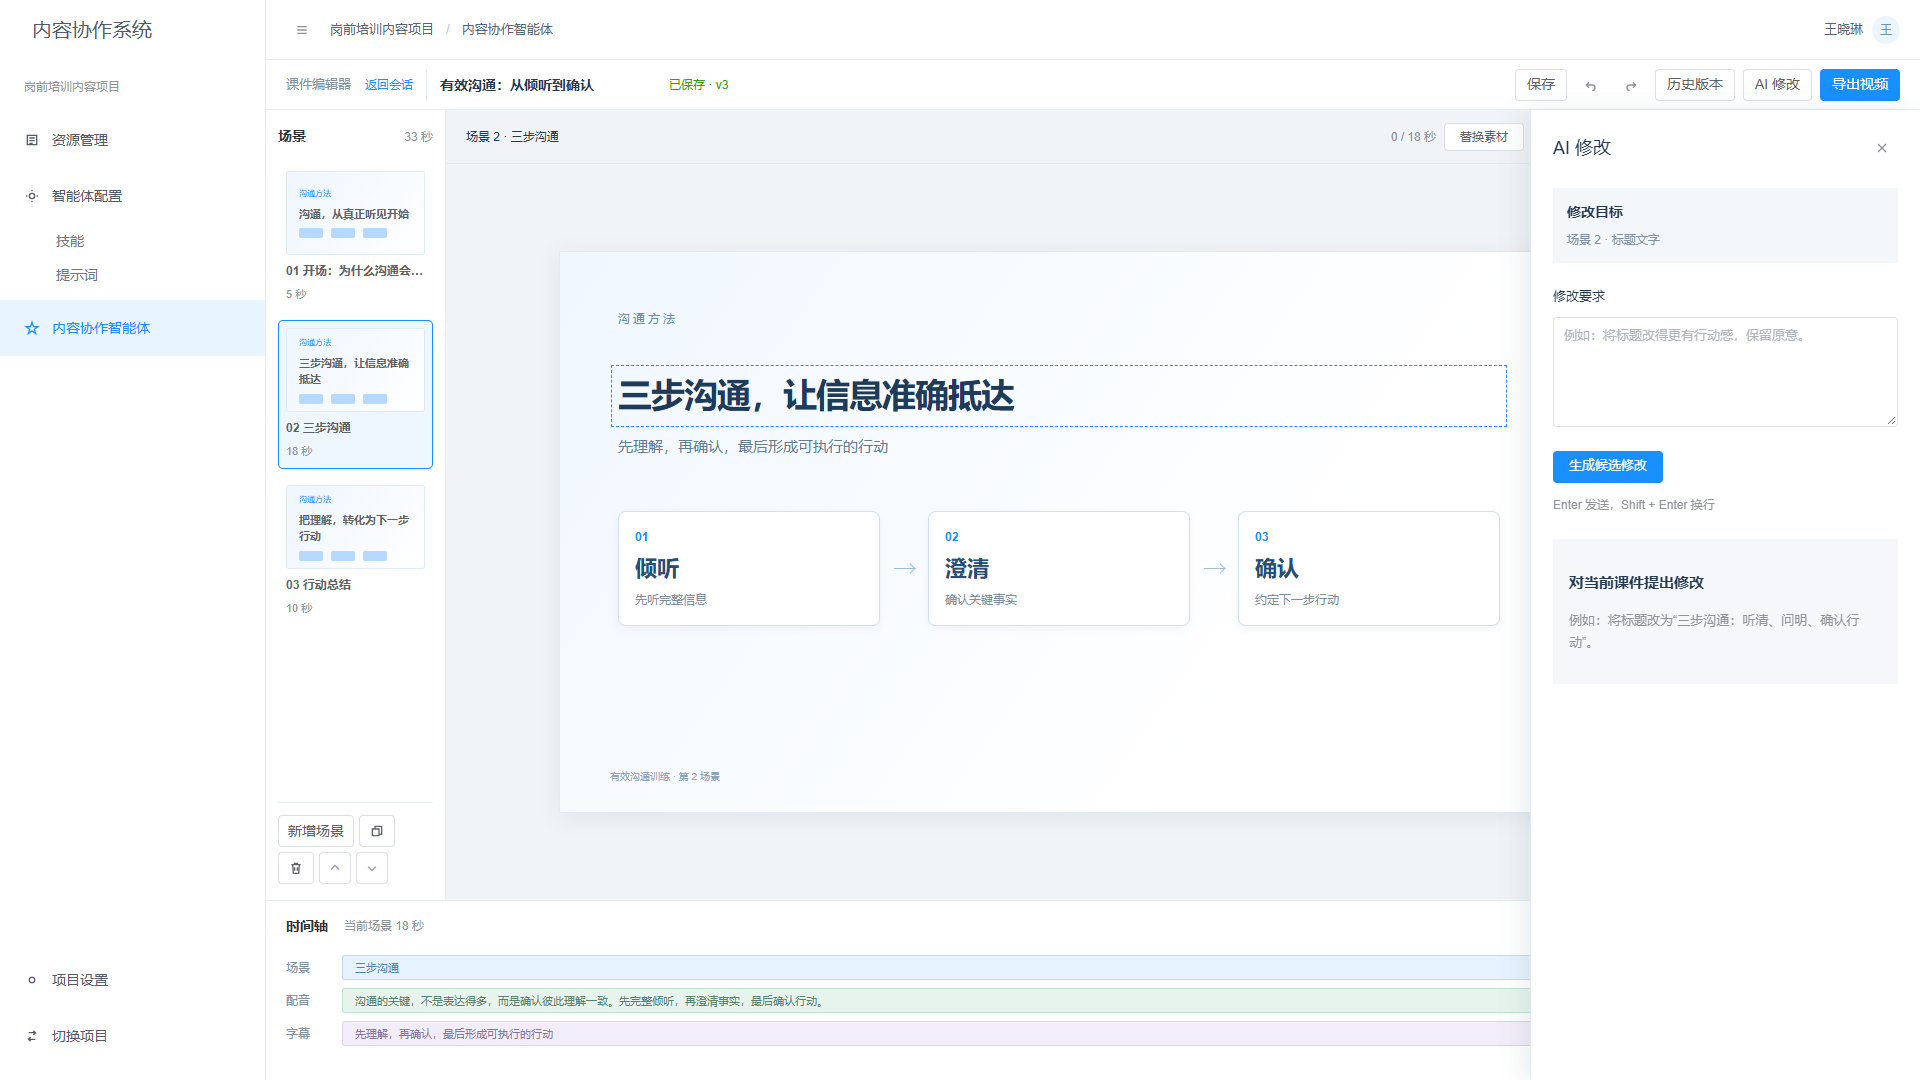 内容协作系统
岗前培训内容项目
资源管理
智能体配置
技能
提示词
内容协作智能体
项目设置
切换项目
岗前培训内容项目 / 内容协作智能体
王晓琳 王
课件编辑器 返回会话 有效沟通：从倾听到确认 已保存 · v3
保存 历史版本 AI 修改 导出视频
场景 33 秒
沟通方法
沟通，从真正听见开始
01 开场：为什么沟通会...
5 秒
沟通方法
三步沟通，让信息准确
抵达
02 三步沟通
18 秒
沟通方法
把理解，转化为下一步
行动
03 行动总结
10 秒
新增场景
场景 2 · 三步沟通 0 / 18 秒 替换素材
沟通方法
三步沟通，让信息准确抵达
先理解，再确认，最后形成可执行的行动
01
倾听
先听完整信息
02
澄清
确认关键事实
03
确认
约定下一步行动
有效沟通训练 · 第 2 场景
时间轴 当前场景 18 秒
场景 三步沟通
配音 沟通的关键，不是表达得多，而是确认彼此理解一致。先完整倾听，再澄清事实，最后确认行动。
字幕 先理解，再确认，最后形成可执行的行动
AI 修改
修改目标
场景 2 · 标题文字
修改要求
例如：将标题改得更有行动感，保留原意。
生成候选修改
Enter 发送，Shift + Enter 换行
对当前课件提出修改
例如：将标题改为“三步沟通：听清、问明、确认行
动”。